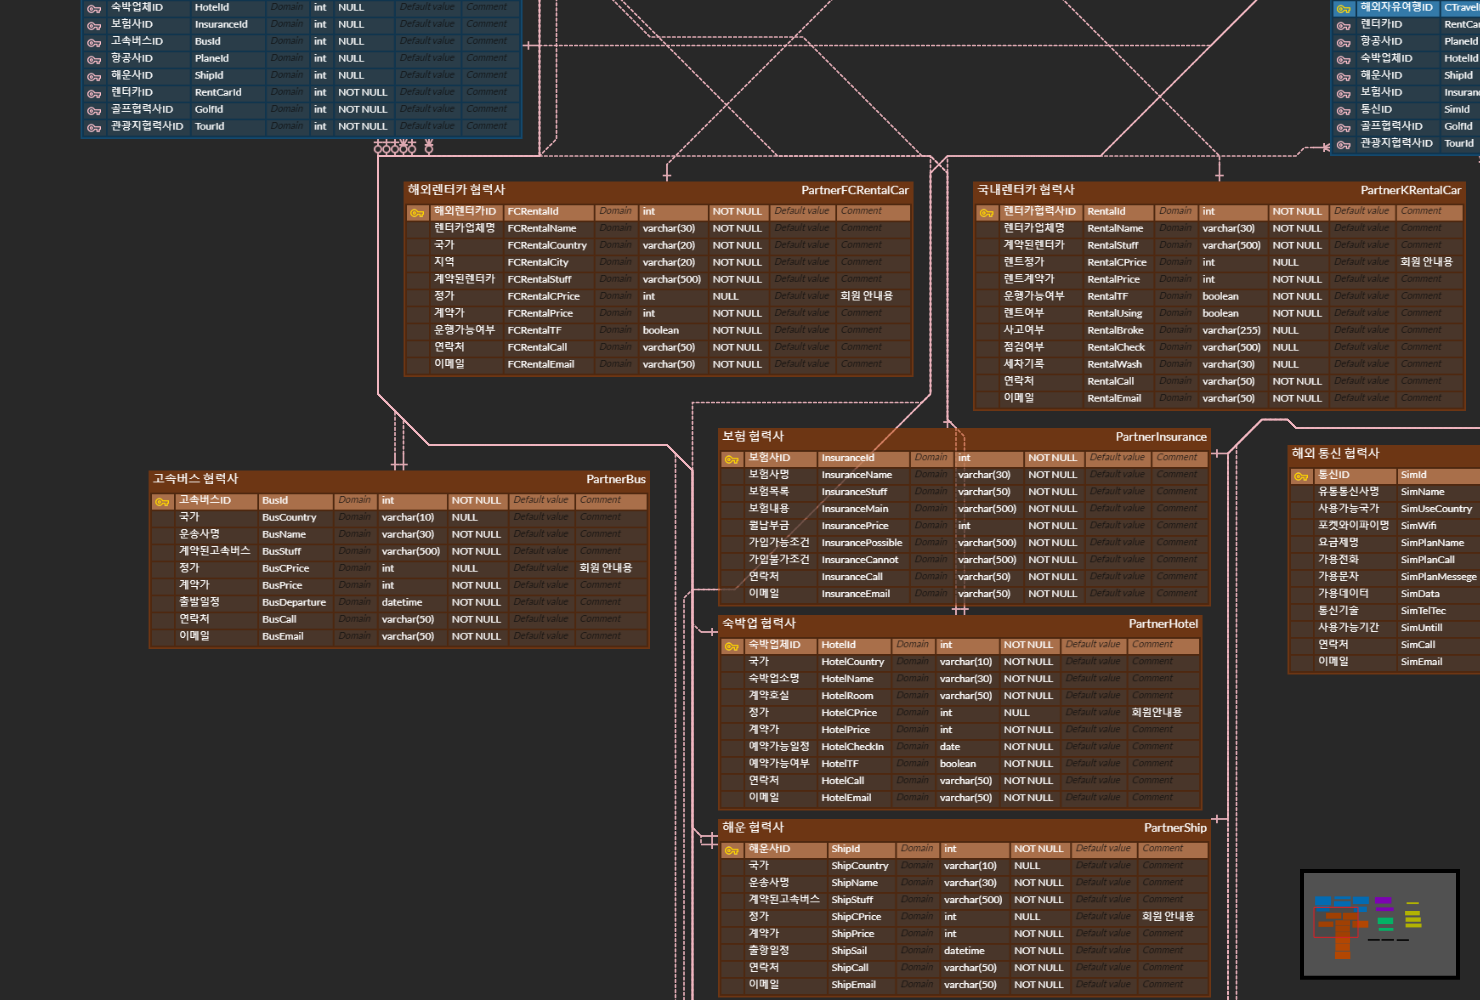 숙박업체ID HotelId Domain int NULL Default value Comment
보험사ID InsuranceId Domain int NULL Default value Comment
고속버스ID BusId Domain int NULL Default value Comment
항공사ID PlaneId Domain int NULL Default value Comment
해운사ID ShipId Domain int NULL Default value Comment
렌터카ID RentCarId Domain int NOT NULL Default value Comment
골프협력사ID GolfId Domain int NOT NULL Default value Comment
관광지협력사ID TourId Domain int NOT NULL Default value Comment
해외자유여행ID CTravel
렌터카ID RentCa
항공사ID PlaneId
숙박업체ID HotelId
해운사ID ShipId
보험사ID Insuran
통신ID SimId
골프협력사ID GolfId
관광지협력사ID TourId
해외렌터카 협력사 PartnerFCRentalCar
해외렌터카ID FCRentalId Domain int NOT NULL Default value Comment
렌터카업체명 FCRentalName Domain varchar(30) NOT NULL Default value Comment
국가 FCRentalCountry Domain varchar(20) NOT NULL Default value Comment
지역 FCRentalCity Domain varchar(20) NOT NULL Default value Comment
계약된렌터카 FCRentalStuff Domain varchar(500) NOT NULL Default value Comment
정가 FCRentalCPrice Domain int NULL Default value 회원 안내용
계약가 FCRentalPrice Domain int NOT NULL Default value Comment
운행가능여부 FCRentalTF Domain boolean NOT NULL Default value Comment
연락처 FCRentalCall Domain varchar(50) NOT NULL Default value Comment
이메일 FCRentalEmail Domain varchar(50) NOT NULL Default value Comment
국내렌터카 협력사 PartnerKRentalCar
렌터카협력사ID RentalId Domain int NOT NULL Default value Comment
렌터카업체명 RentalName Domain varchar(30) NOT NULL Default value Comment
계약된렌터카 RentalStuff Domain varchar(500) NOT NULL Default value Comment
렌트정가 RentalCPrice Domain int NULL Default value 회원 안내용
렌트계약가 RentalPrice Domain int NOT NULL Default value Comment
운행가능여부 RentalTF Domain boolean NOT NULL Default value Comment
렌트여부 RentalUsing Domain boolean NOT NULL Default value Comment
사고여부 RentalBroke Domain varchar(255) NULL Default value Comment
점검여부 RentalCheck Domain varchar(500) NULL Default value Comment
세차기록 RentalWash Domain varchar(30) NULL Default value Comment
연락처 RentalCall Domain varchar(50) NOT NULL Default value Comment
이메일 RentalEmail Domain varchar(50) NOT NULL Default value Comment
고속버스 협력사 PartnerBus
고속버스ID BusId Domain int NOT NULL Default value Comment
국가 BusCountry Domain varchar(10) NULL Default value Comment
운송사명 BusName Domain varchar(30) NOT NULL Default value Comment
계약된고속버스 BusStuff Domain varchar(500) NOT NULL Default value Comment
정가 BusCPrice Domain int NULL Default value 회원 안내용
계약가 BusPrice Domain int NOT NULL Default value Comment
출발일정 BusDeparture Domain datetime NOT NULL Default value Comment
연락처 BusCall Domain varchar(50) NOT NULL Default value Comment
이메일 BusEmail Domain varchar(50) NOT NULL Default value Comment
보험 협력사 PartnerInsurance
보험사ID InsuranceId Domain int NOT NULL Default value Comment
보험사명 InsuranceName Domain varchar(30) NOT NULL Default value Comment
보험목록 InsuranceStuff Domain varchar(50) NOT NULL Default value Comment
보험내용 InsuranceMain Domain varchar(500) NOT NULL Default value Comment
월납부금 InsurancePrice Domain int NOT NULL Default value Comment
가입가능조건 InsurancePossible Domain varchar(500) NOT NULL Default value Comment
가입불가조건 InsuranceCannot Domain varchar(500) NOT NULL Default value Comment
연락처 InsuranceCall Domain varchar(50) NOT NULL Default value Comment
이메일 InsuranceEmail Domain varchar(50) NOT NULL Default value Comment
해외 통신 협력사
통신ID SimId
유통통신사명 SimName
사용가능국가 SimUseCountry
포켓와이파이명 SimWifi
요금제명 SimPlanName
가용전화 SimPlanCall
가용문자 SimPlanMessege
가용데이터 SimData
통신기술 SimTelTec
사용가능기간 SimUntill
연락처 SimCall
이메일 SimEmail
숙박업 협력사 PartnerHotel
숙박업체ID HotelId Domain int NOT NULL Default value Comment
국가 HotelCountry Domain varchar(10) NOT NULL Default value Comment
숙박업소명 HotelName Domain varchar(30) NOT NULL Default value Comment
계약호실 HotelRoom Domain varchar(50) NOT NULL Default value Comment
정가 HotelCPrice Domain int NULL Default value 회원안내용
계약가 HotelPrice Domain int NOT NULL Default value Comment
예약가능일정 HotelCheckIn Domain date NOT NULL Default value Comment
예약가능여부 HotelTF Domain boolean NOT NULL Default value Comment
연락처 HotelCall Domain varchar(50) NOT NULL Default value Comment
이메일 HotelEmail Domain varchar(50) NOT NULL Default value Comment
해운 협력사 PartnerShip
해운사ID ShipId Domain int NOT NULL Default value Comment
국가 ShipCountry Domain varchar(10) NULL Default value Comment
운송사명 ShipName Domain varchar(30) NOT NULL Default value Comment
계약된고속버스 ShipStuff Domain varchar(500) NOT NULL Default value Comment
정가 ShipCPrice Domain int NULL Default value 회원 안내용
계약가 ShipPrice Domain int NOT NULL Default value Comment
출항일정 ShipSail Domain datetime NOT NULL Default value Comment
연락처 ShipCall Domain varchar(50) NOT NULL Default value Comment
이메일 ShipEmail Domain varchar(50) NOT NULL Default value Comment